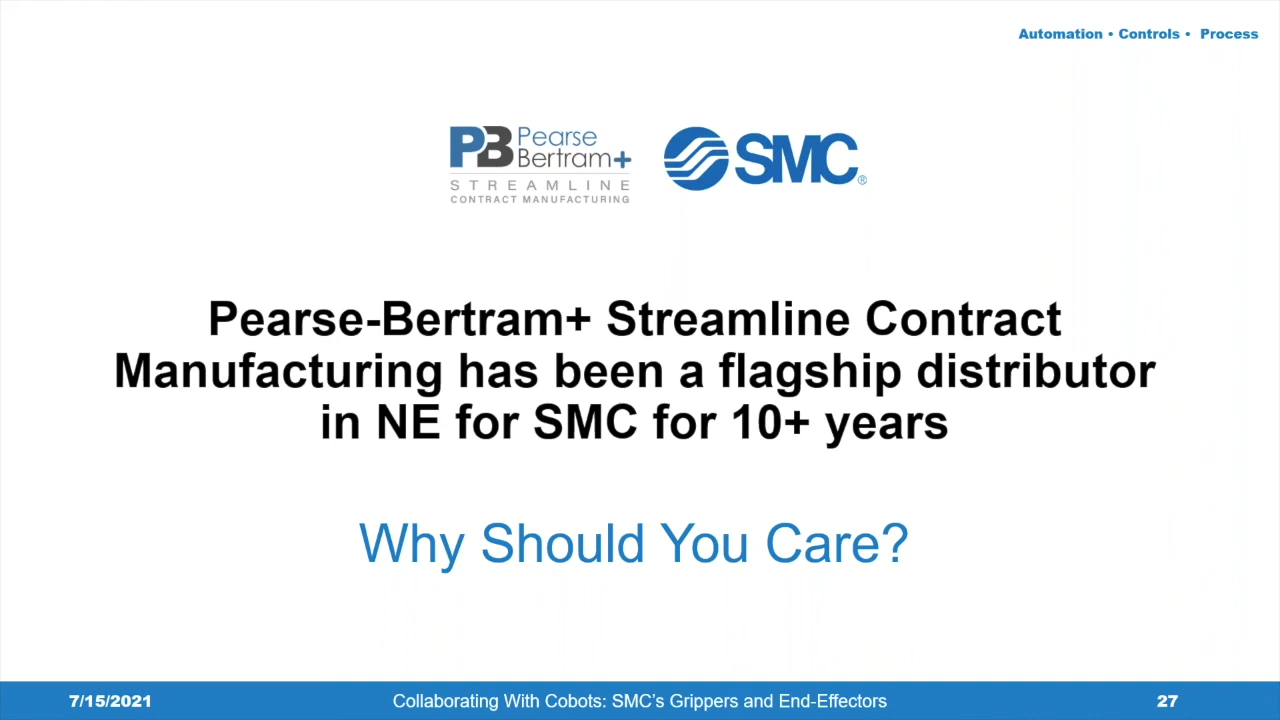 Automation • Controls • Process
PB Pearse
Bertram+
STREAMLINE
CONTRACT MANUFACTURING
SMC®
Pearse-Bertram+ Streamline Contract
Manufacturing has been a flagship distributor
in NE for SMC for 10+ years
Why Should You Care?
7/15/2021 Collaborating With Cobots: SMC's Grippers and End-Effectors 27